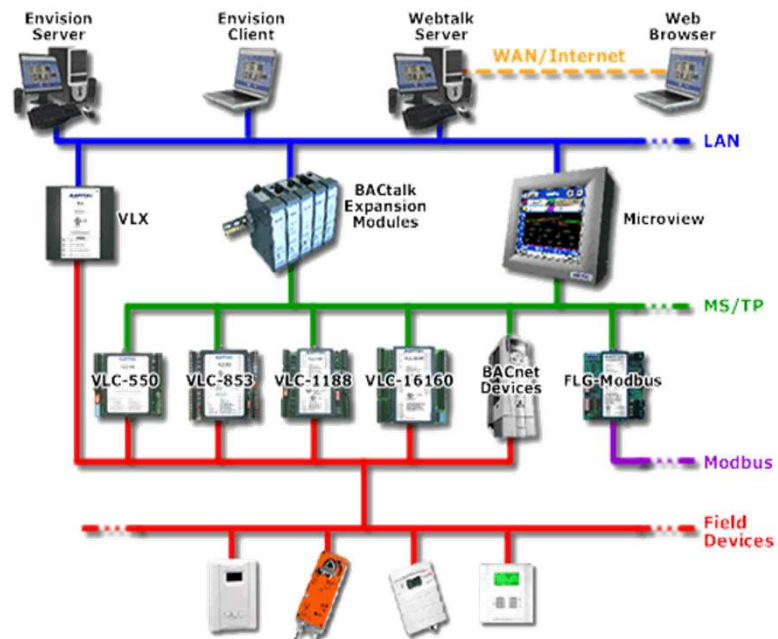 Envision
Server
Envision
Client
Webtalk
Server
Web
Browser
WAN/Internet
LAN
VLX
BACtalk
Expansion
Modules
Microview
MS/TP
VLC-550
VLC-853
VLC-1188
VLC-16160
BACnet
Devices
FLG-Modbus
Modbus
Field
Devices